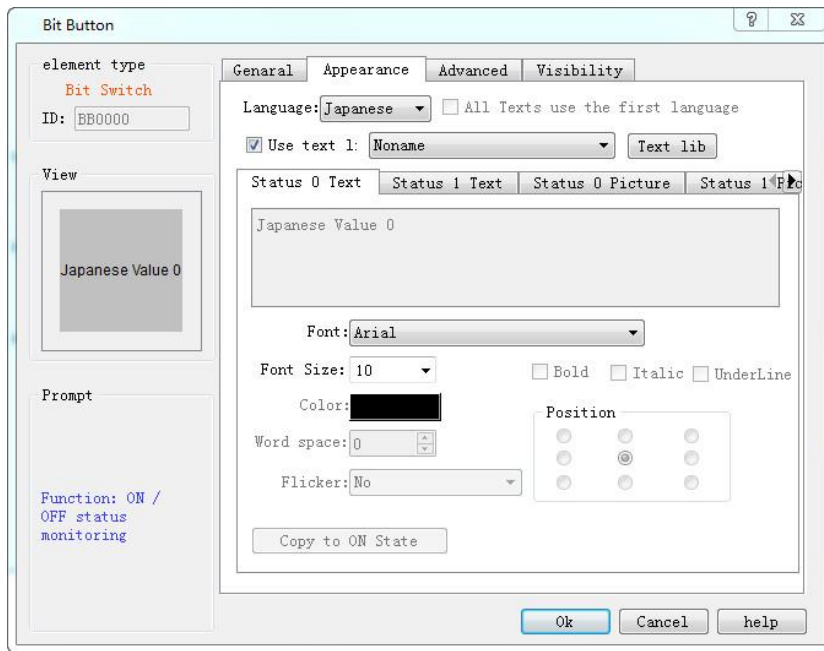 Bit Button
element type
Bit Switch
ID: BB0000
View
Japanese Value 0
Prompt
Function: ON /
OFF status
monitoring
Genaral Appearance Advanced Visibility
Language: Japanese All Texts use the first language
Use text l: Noname Text lib
Status 0 Text Status 1 Text Status 0 Picture Status 1
Japanese Value 0
Font: Arial
Font Size: 10 Bold Italic UnderLine
Color:
Position
Word space: 0
Flicker: No
Copy to ON State
Ok Cancel help